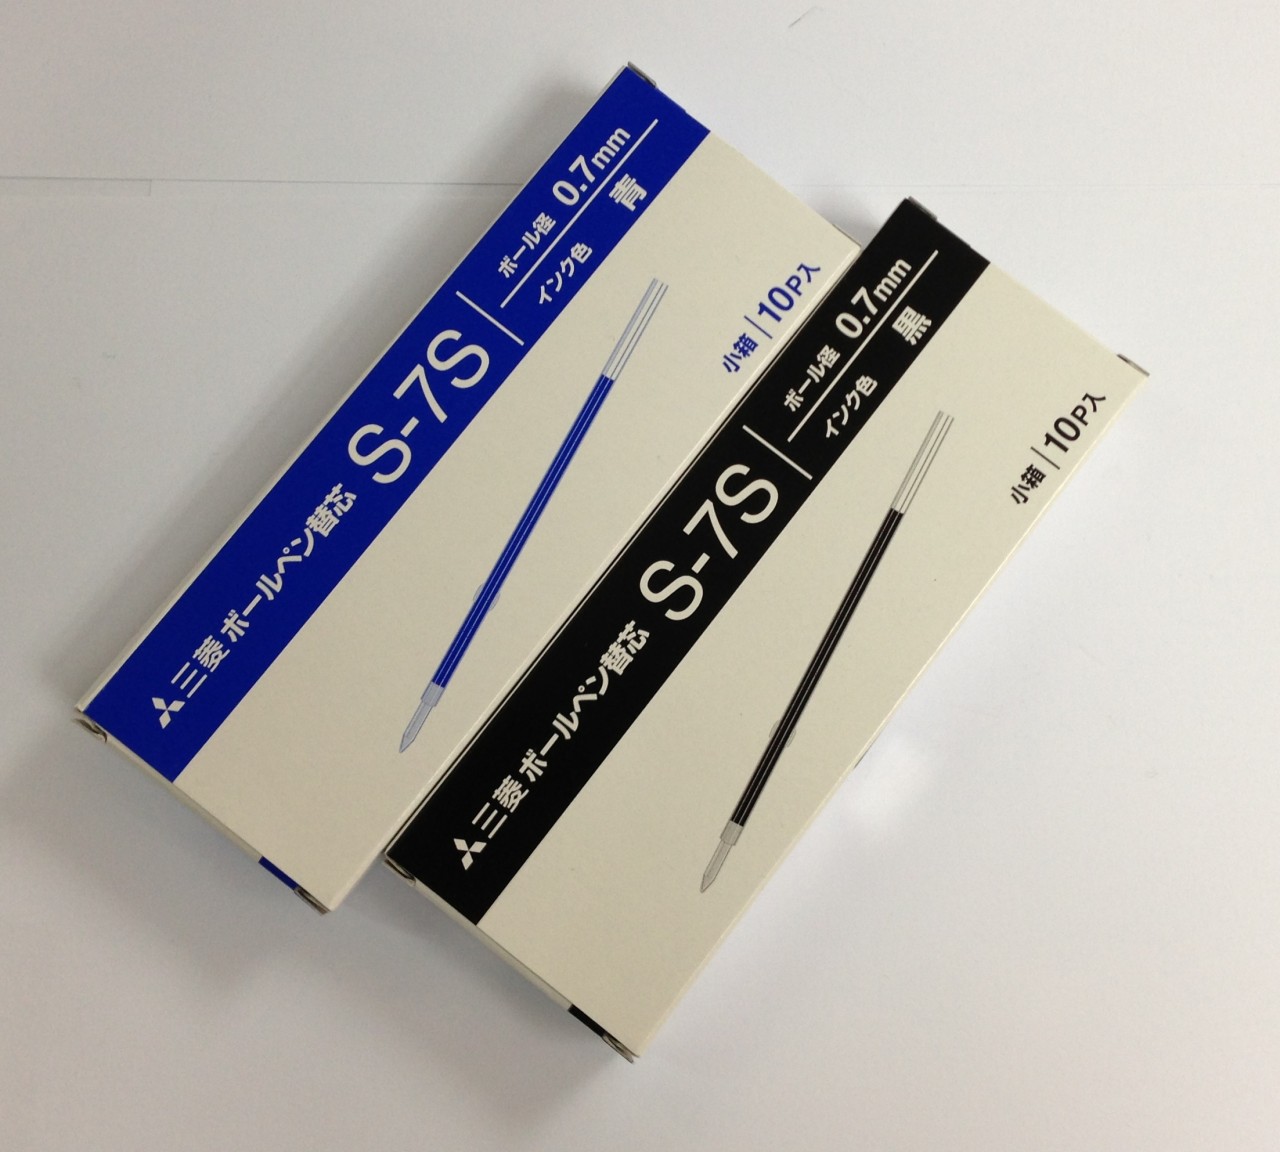 三菱 ボールペン替芯 S-7S
ボール径 0.7mm
インク色 青
小箱 10P入
三菱 ボールペン替芯 S-7S
ボール径 0.7mm
インク色 黒
小箱 10P入